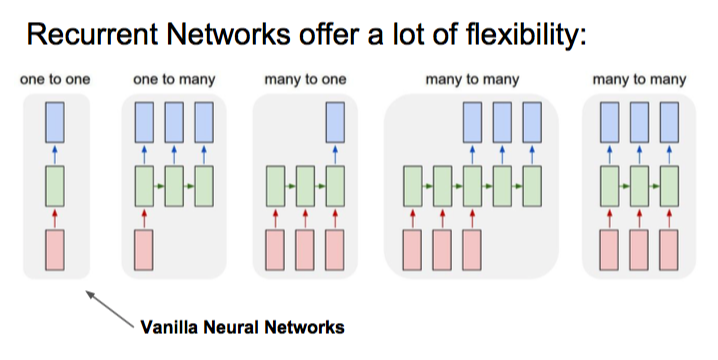 Recurrent Networks offer a lot of flexibility:
one to one
one to many
many to one
many to many
many to many
Vanilla Neural Networks